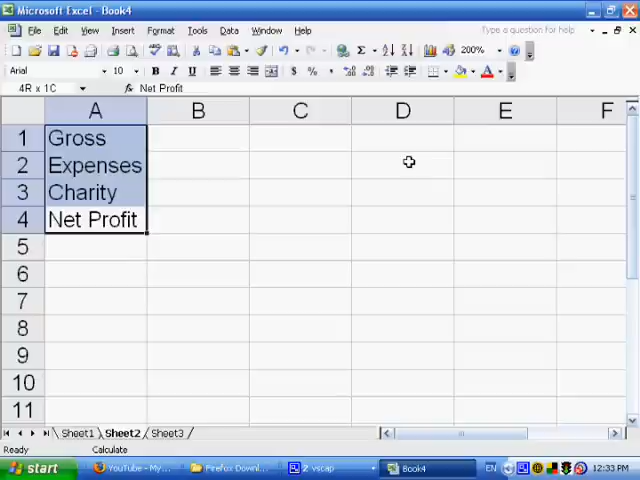 Microsoft Excel - Book4
File Edit View Insert Format Tools Data Window Help
Type a question for help
200%
Arial 10 B I U $ %
4R x 1C fx Net Profit
A B C D E F
1 Gross
2 Expenses
3 Charity
4 Net Profit
5
6
7
8
9
10
11
Sheet1 Sheet2 Sheet3
Ready Calculate
start YouTube - My... Firefox Downl... 2 vscap Book4 EN 12:33 PM